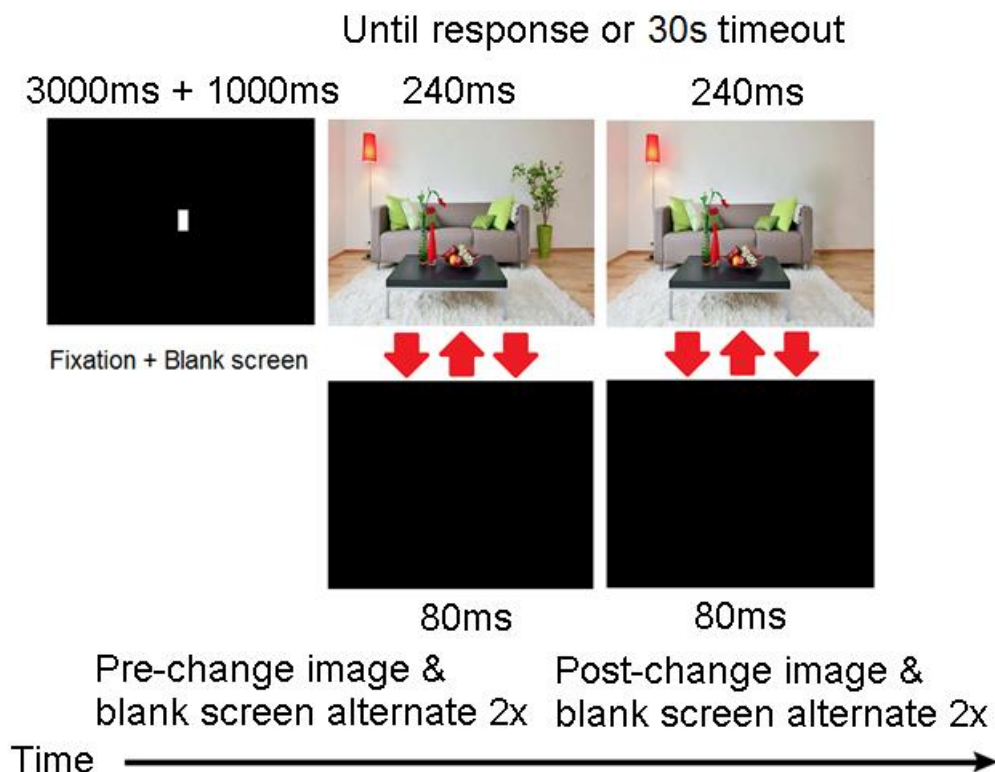 Until response or 30s timeout
3000ms + 1000ms
240ms
240ms
Fixation + Blank screen
80ms
80ms
Pre-change image &
blank screen alternate 2x
Post-change image &
blank screen alternate 2x
Time